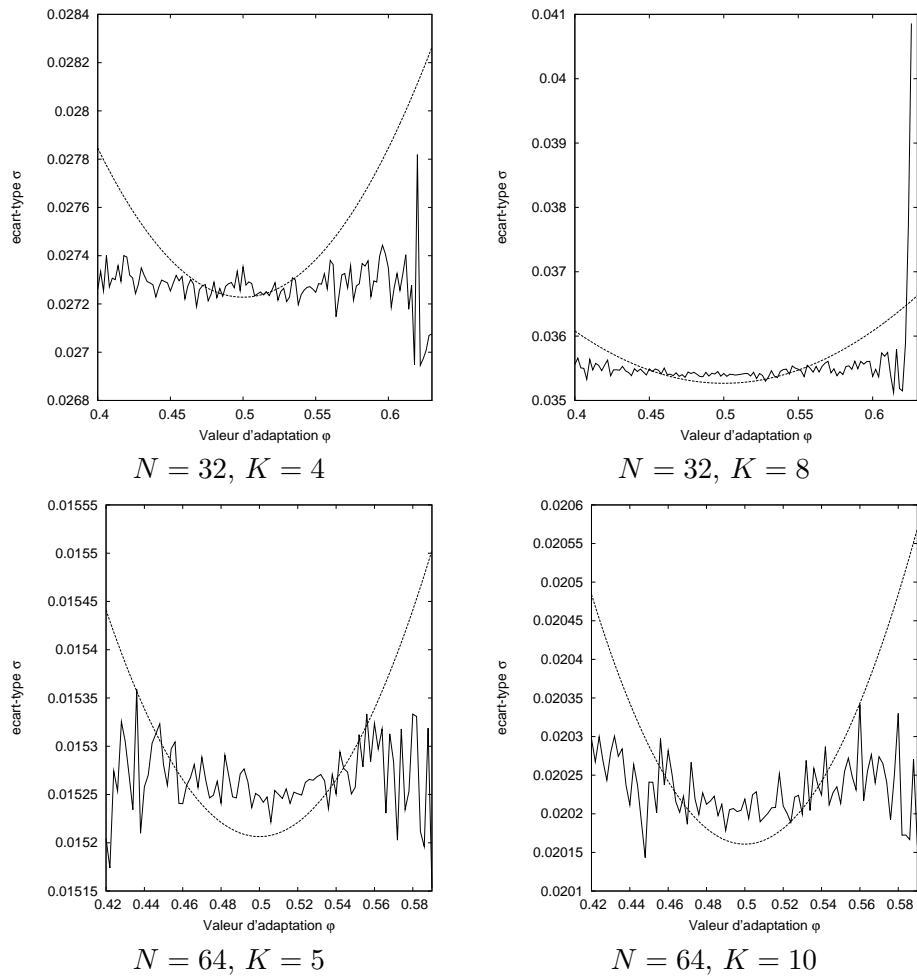 ecart-type σ
0.0284
0.0282
0.028
0.0278
0.0276
0.0274
0.0272
0.027
0.0268
0.4 0.45 0.5 0.55 0.6
Valeur d'adaptation φ
N = 32, K = 4
ecart-type σ
0.041
0.04
0.039
0.038
0.037
0.036
0.035
0.4 0.45 0.5 0.55 0.6
Valeur d'adaptation φ
N = 32, K = 8
ecart-type σ
0.01555
0.0155
0.01545
0.0154
0.01535
0.0153
0.01525
0.0152
0.01515
0.42 0.44 0.46 0.48 0.5 0.52 0.54 0.56 0.58
Valeur d'adaptation φ
N = 64, K = 5
ecart-type σ
0.0206
0.02055
0.0205
0.02045
0.0204
0.02035
0.0203
0.02025
0.0202
0.02015
0.0201
0.42 0.44 0.46 0.48 0.5 0.52 0.54 0.56 0.58
Valeur d'adaptation φ
N = 64, K = 10